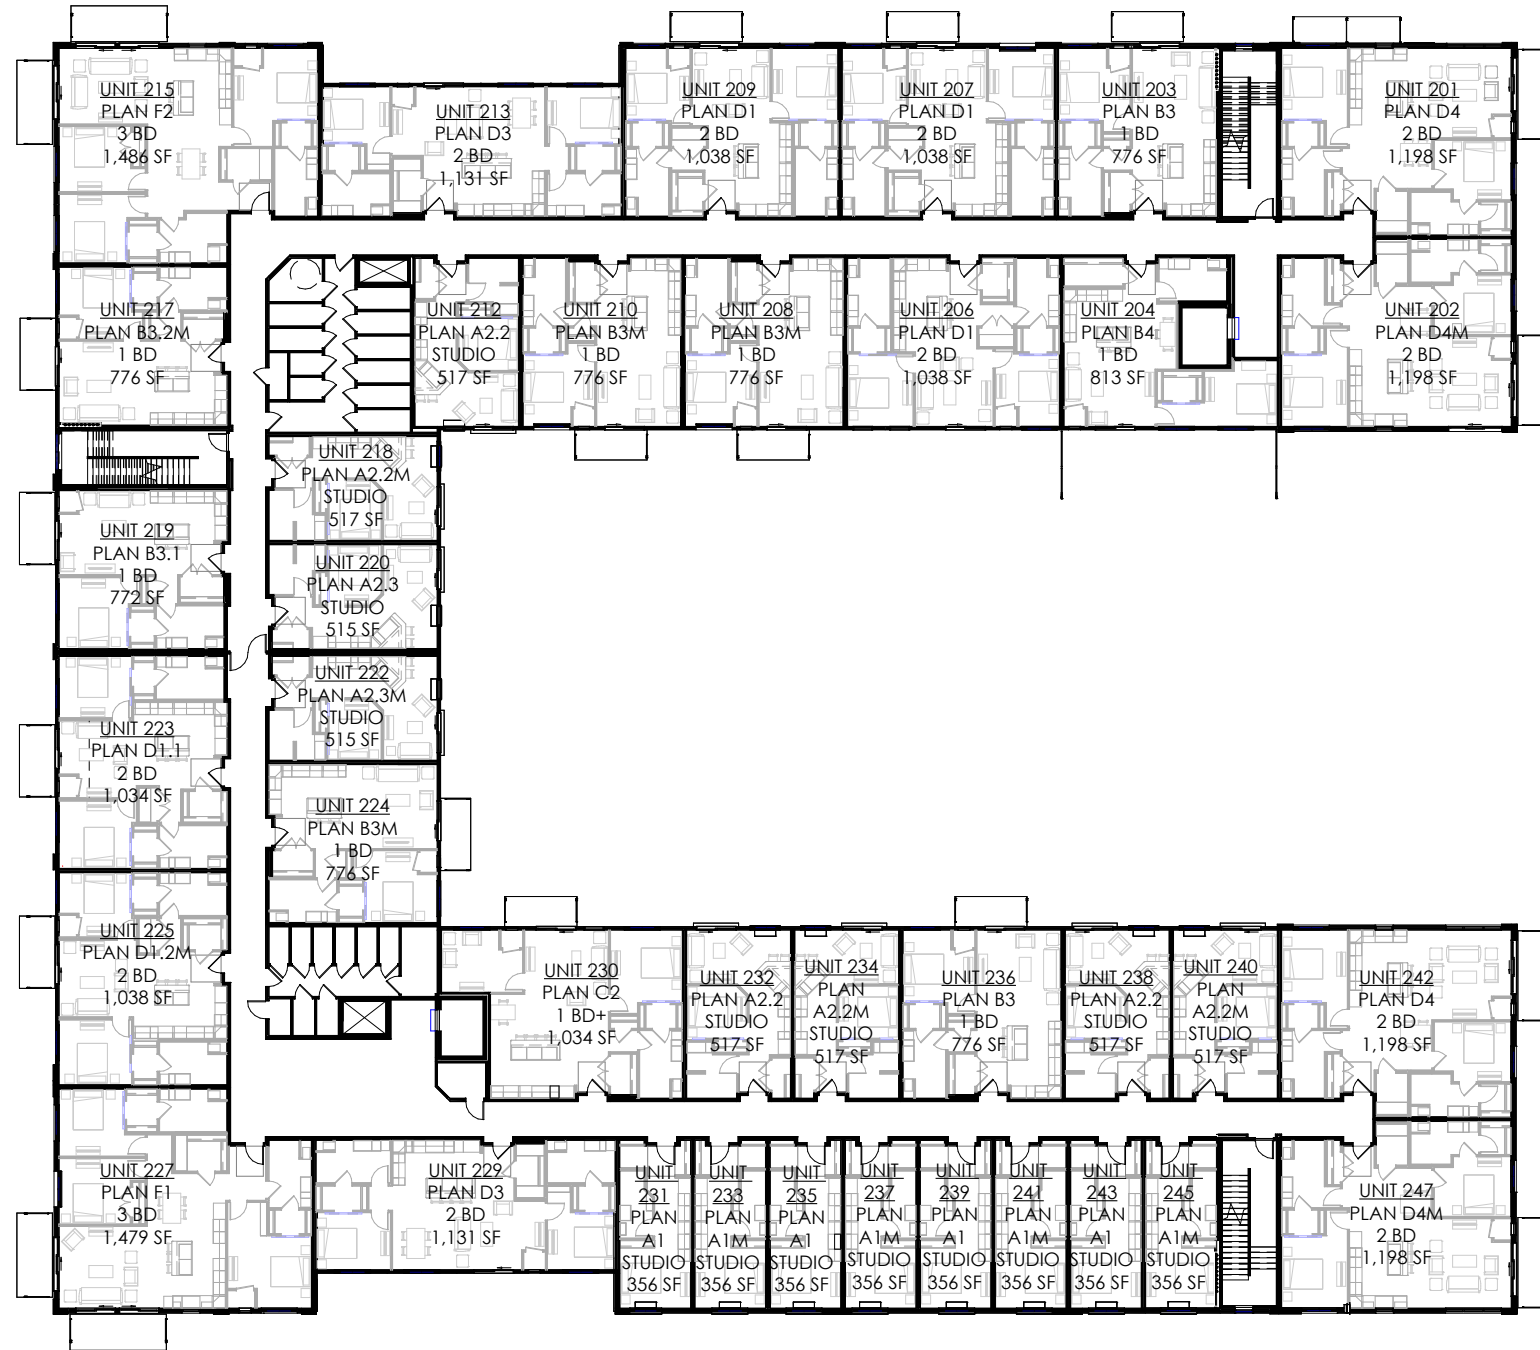 UNIT 215
PLAN F2
3 BD
1,486 SF
UNIT 213
PLAN D3
2 BD
1,131 SF
UNIT 209
PLAN D1
2 BD
1,038 SF
UNIT 207
PLAN D1
2 BD
1,038 SF
UNIT 203
PLAN B3
1 BD
776 SF
UNIT 201
PLAN D4
2 BD
1,198 SF
UNIT 217
PLAN B3.2M
1 BD
776 SF
UNIT 212
PLAN A2.2
STUDIO
517 SF
UNIT 210
PLAN B3M
1 BD
776 SF
UNIT 208
PLAN B3M
1 BD
776 SF
UNIT 206
PLAN D1
2 BD
1,038 SF
UNIT 204
PLAN B4
1 BD
813 SF
UNIT 202
PLAN D4M
2 BD
1,198 SF
UNIT 218
PLAN A2.2M
STUDIO
517 SF
UNIT 219
PLAN B3.1
1 BD
772 SF
UNIT 220
PLAN A2.3
STUDIO
515 SF
UNIT 222
PLAN A2.3M
STUDIO
515 SF
UNIT 223
PLAN D1.1
2 BD
1,034 SF
UNIT 224
PLAN B3M
1 BD
776 SF
UNIT 225
PLAN D1.2M
2 BD
1,038 SF
UNIT 230
PLAN C2
1 BD+
1,034 SF
UNIT 232
PLAN A2.2
STUDIO
517 SF
UNIT 234
PLAN
A2.2M
STUDIO
517 SF
UNIT 236
PLAN B3
1 BD
776 SF
UNIT 238
PLAN A2.2
STUDIO
517 SF
UNIT 240
PLAN
A2.2M
STUDIO
517 SF
UNIT 242
PLAN D4
2 BD
1,198 SF
UNIT 227
PLAN F1
3 BD
1,479 SF
UNIT 229
PLAN D3
2 BD
1,131 SF
UNIT
231
PLAN
A1
STUDIO
356 SF
UNIT
233
PLAN
A1M
STUDIO
356 SF
UNIT
235
PLAN
A1
STUDIO
356 SF
UNIT
237
PLAN
A1M
STUDIO
356 SF
UNIT
239
PLAN
A1
STUDIO
356 SF
UNIT
241
PLAN
A1M
STUDIO
356 SF
UNIT
243
PLAN
A1
STUDIO
356 SF
UNIT
245
PLAN
A1M
STUDIO
356 SF
UNIT 247
PLAN D4M
2 BD
1,198 SF